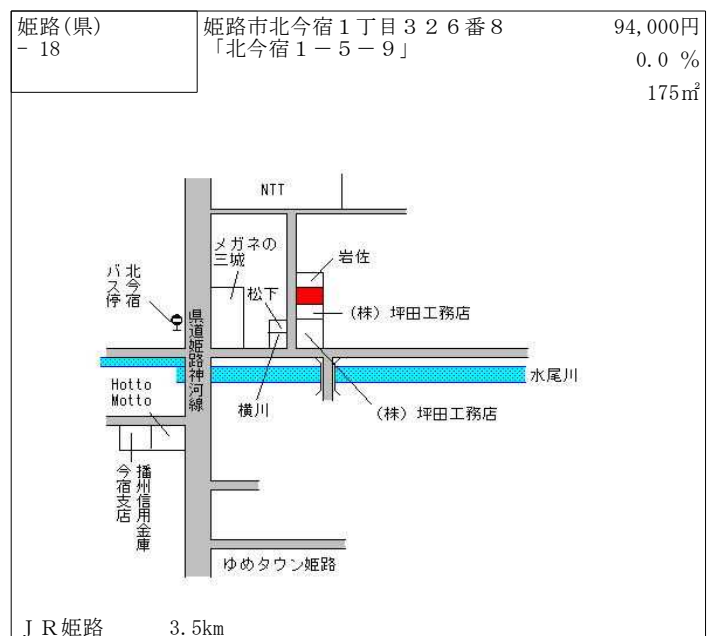 姫路(県)
- 18
姫路市北今宿１丁目３２６番８
「北今宿１－５－９」
94,000円
0.0 %
175㎡
NTT
メガネの
三城
岩佐
北今宿
バス停
松下
(株) 坪田工務店
県道姫路神河線
水尾川
Hotto
Motto
横川
(株) 坪田工務店
播州信用金庫
今宿支店
ゆめタウン姫路
ＪＲ姫路 3.5km